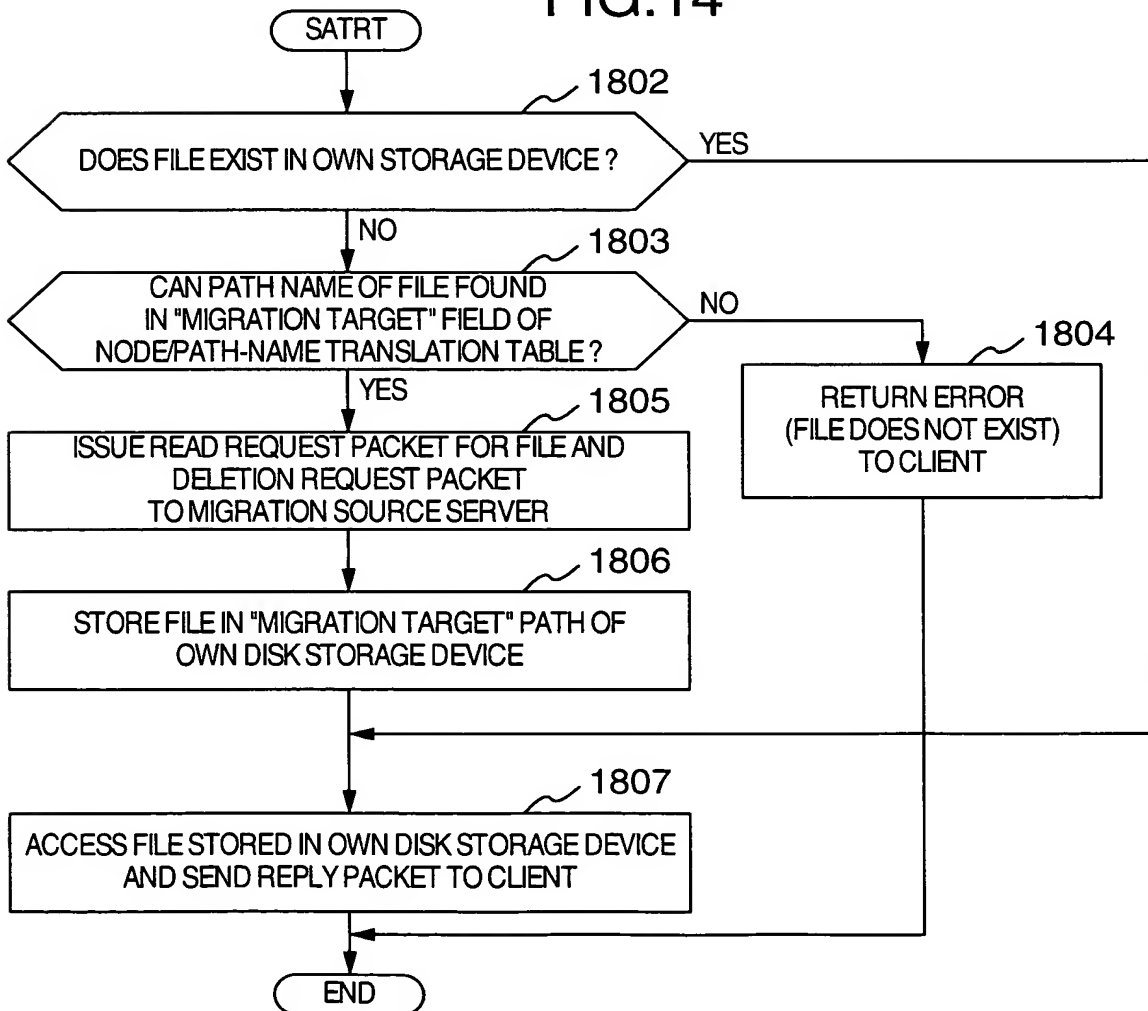 FIG.14
SATRT
1802
DOES FILE EXIST IN OWN STORAGE DEVICE ?
YES
NO
1803
CAN PATH NAME OF FILE FOUND
IN "MIGRATION TARGET" FIELD OF
NODE/PATH-NAME TRANSLATION TABLE ?
NO
1804
YES
RETURN ERROR
(FILE DOES NOT EXIST)
TO CLIENT
1805
ISSUE READ REQUEST PACKET FOR FILE AND
DELETION REQUEST PACKET
TO MIGRATION SOURCE SERVER
1806
STORE FILE IN "MIGRATION TARGET" PATH OF
OWN DISK STORAGE DEVICE
1807
ACCESS FILE STORED IN OWN DISK STORAGE DEVICE
AND SEND REPLY PACKET TO CLIENT
END